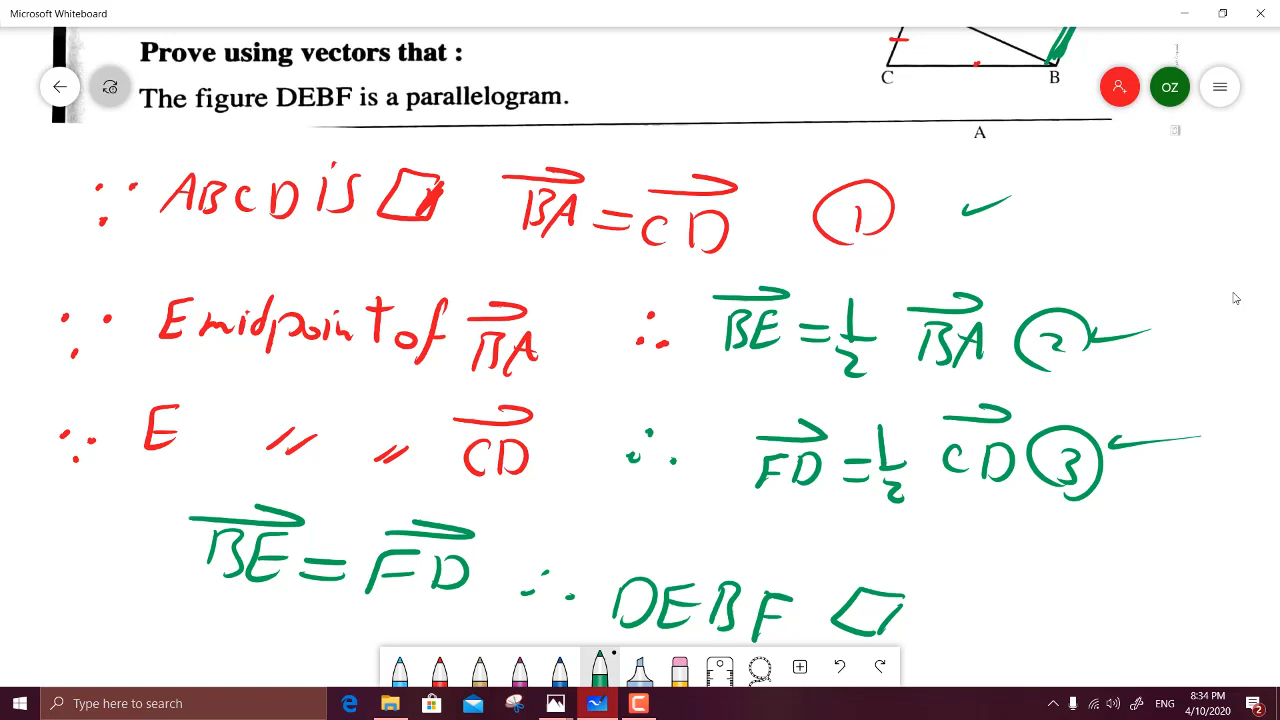 Microsoft Whiteboard
Prove using vectors that :
The figure DEBF is a parallelogram.
C
B
OZ
A
∵ ABCD is ▱ BA = CD ①
∵ E midpoint of BA ∴ BE = 1/2 BA ②
∵ E " " CD ∴ FD = 1/2 CD ③
BE = FD ∴ DEBF ▱
Type here to search
ENG
8:34 PM
4/10/2020
2